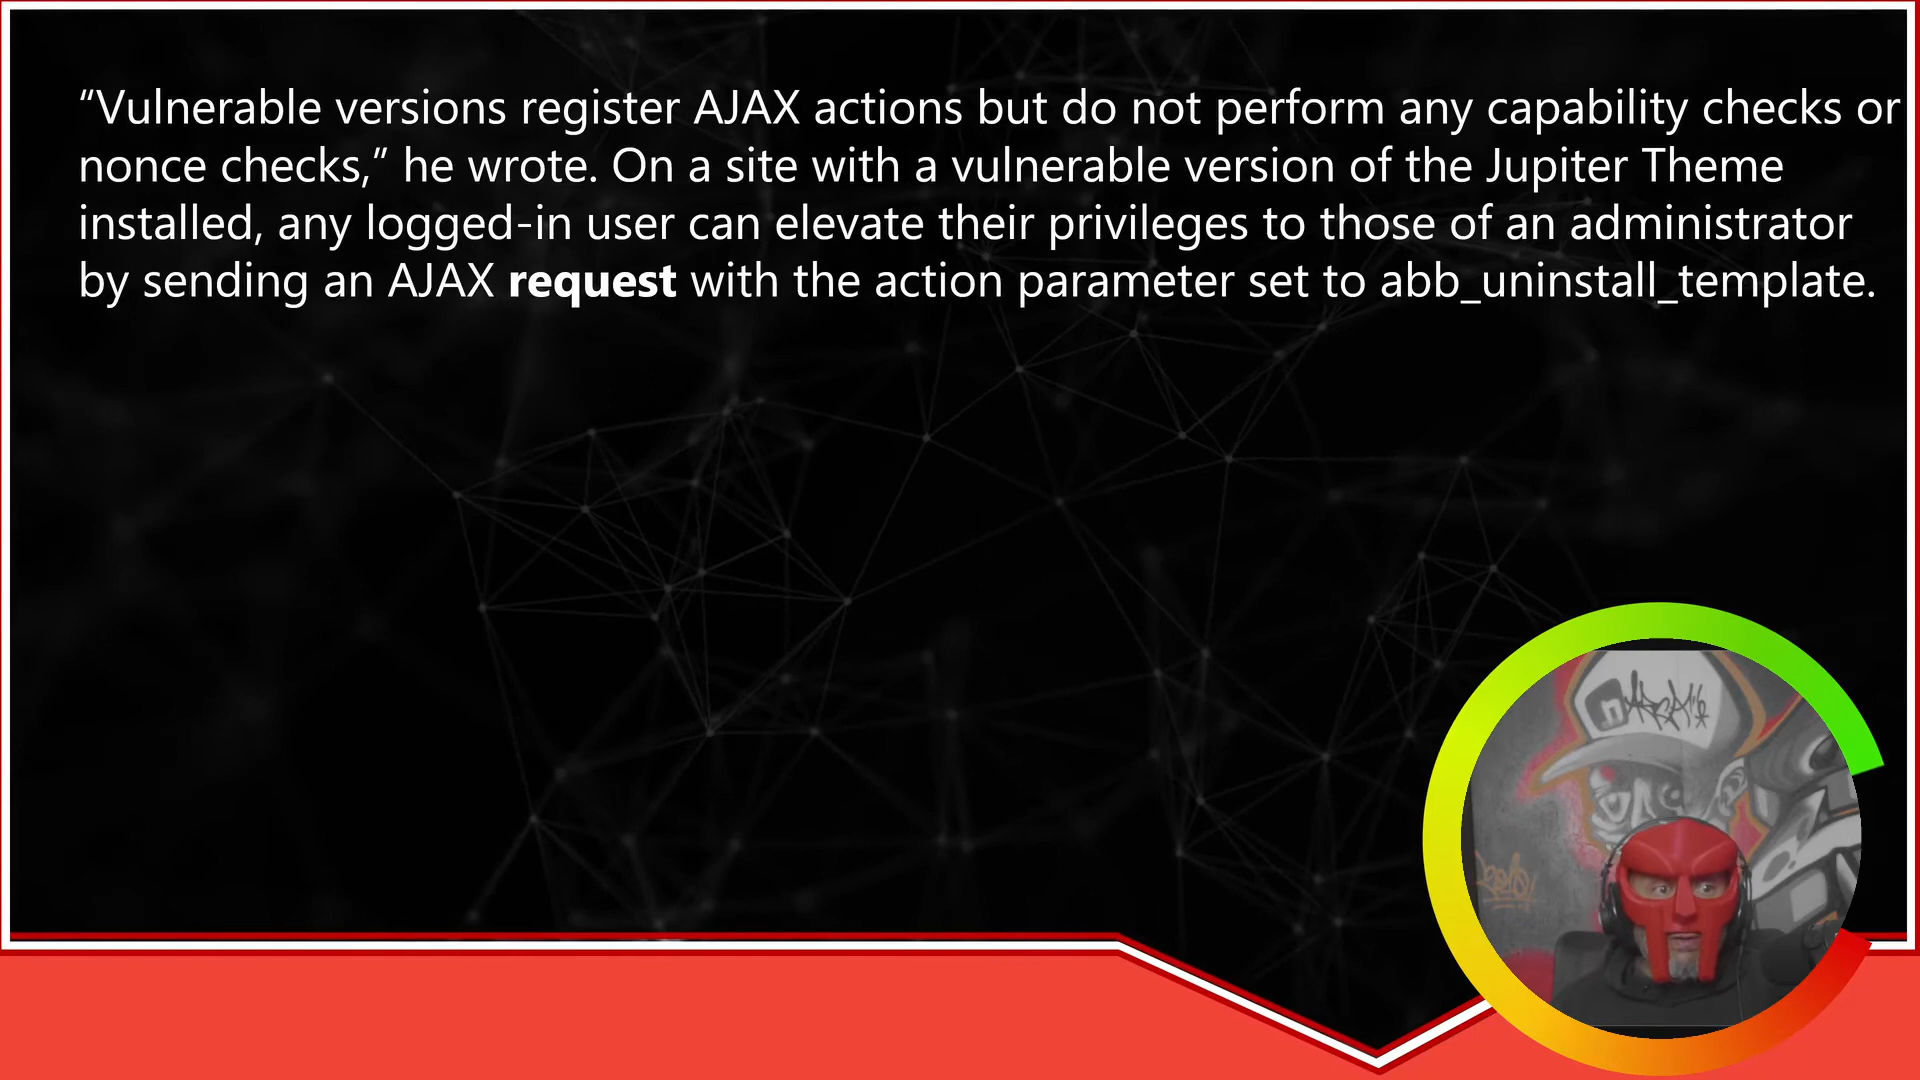 “Vulnerable versions register AJAX actions but do not perform any capability checks or
nonce checks,” he wrote. On a site with a vulnerable version of the Jupiter Theme
installed, any logged-in user can elevate their privileges to those of an administrator
by sending an AJAX request with the action parameter set to abb_uninstall_template.